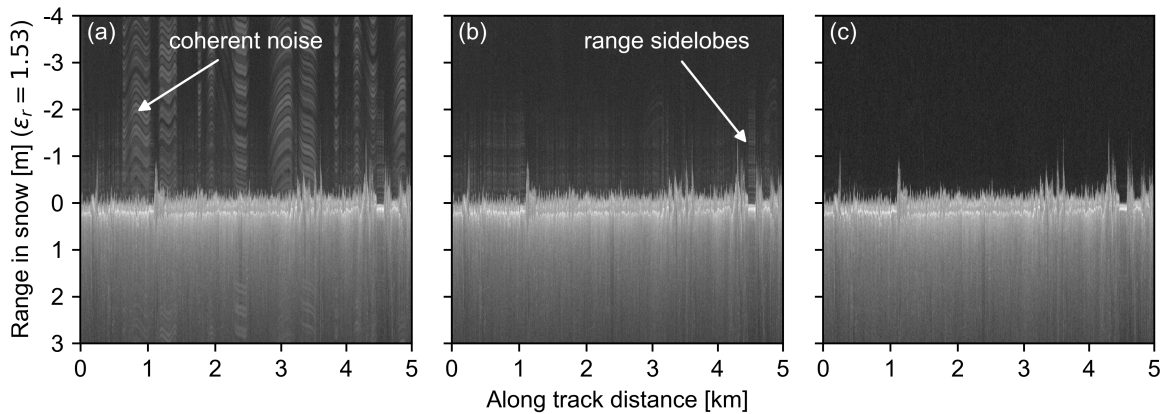 (a)
coherent noise
(b)
range sidelobes
(c)
Range in snow [m] (εr = 1.53)
-4
-3
-2
-1
0
1
2
3
0 1 2 3 4 5
0 1 2 3 4 5
0 1 2 3 4 5
Along track distance [km]